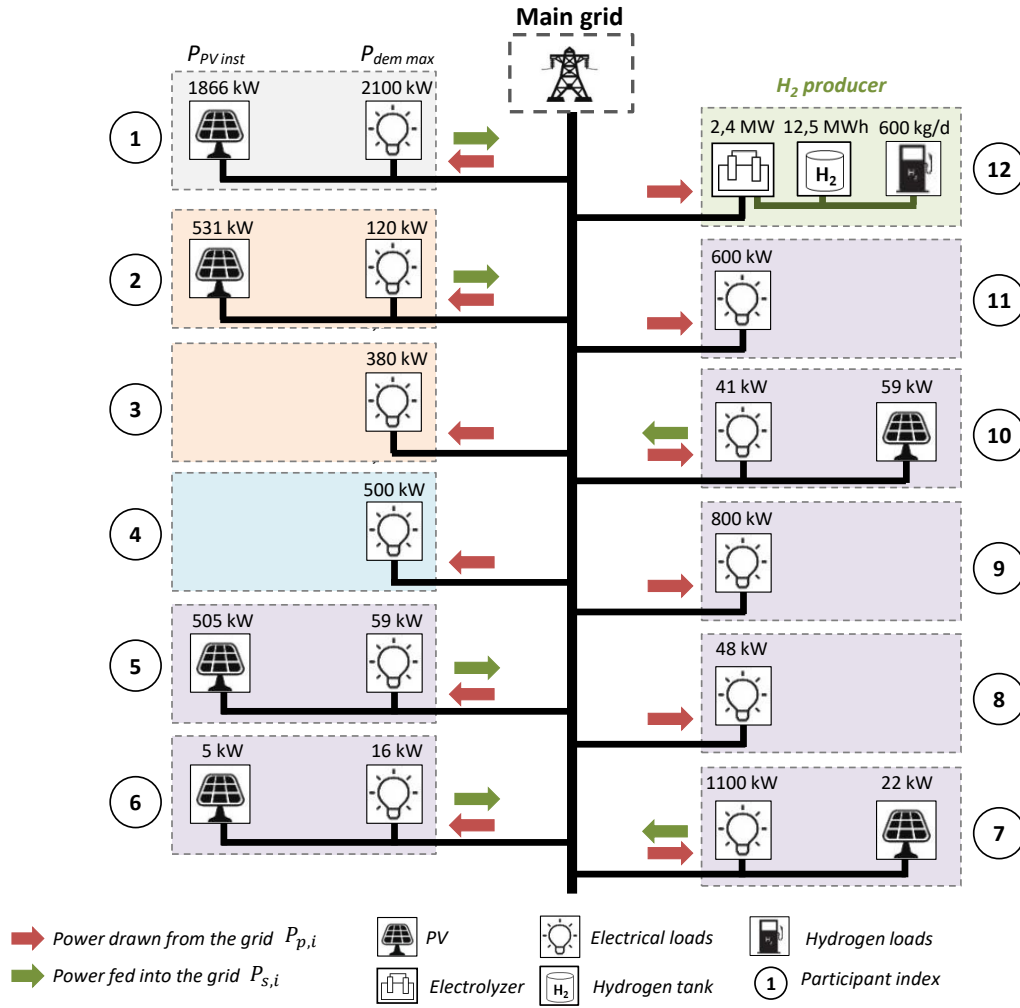 Main grid
P_PV inst
P_dem max
1866 kW
2100 kW
1
531 kW
120 kW
2
380 kW
3
500 kW
4
505 kW
59 kW
5
5 kW
16 kW
6
H₂ producer
2,4 MW
12,5 MWh
600 kg/d
H₂
H₂
12
600 kW
11
41 kW
59 kW
10
800 kW
9
48 kW
8
1100 kW
22 kW
7
Power drawn from the grid P_p,i
Power fed into the grid P_s,i
PV
Electrolyzer
Electrical loads
H₂
Hydrogen tank
H₂
Hydrogen loads
1
Participant index